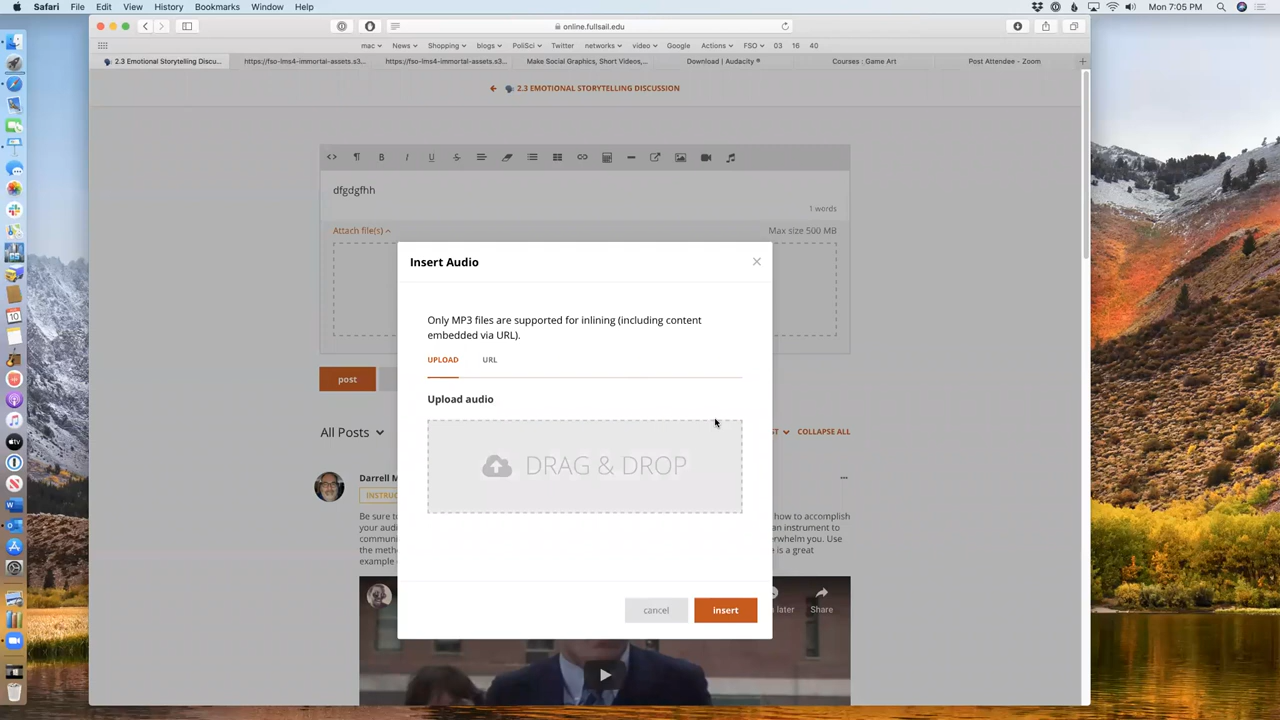 Safari File Edit View History Bookmarks Window Help Mon 7:05 PM
online.fullsail.edu
mac News Shopping blogs PoliSci Twitter networks video Google Actions FSO 03 16 40
2.3 Emotional Storytelling Discu... https://fso-lms4-immortal-assets.s3... https://fso-lms4-immortal-assets.s3... Make Social Graphics, Short Videos,... Download | Audacity ® Courses : Game Art Post Attendee - Zoom
2.3 EMOTIONAL STORYTELLING DISCUSSION
dfgdgfhh
1 words
Attach file(s) Max size 500 MB
Insert Audio
Only MP3 files are supported for inlining (including content
embedded via URL).
UPLOAD URL
post
Upload audio
All Posts ST COLLAPSE ALL
DRAG & DROP
Darrell M
INSTRUC
Be sure to how to accomplish
your audi an instrument to
communi verwhelm you. Use
the metho e is a great
example
cancel insert
later Share